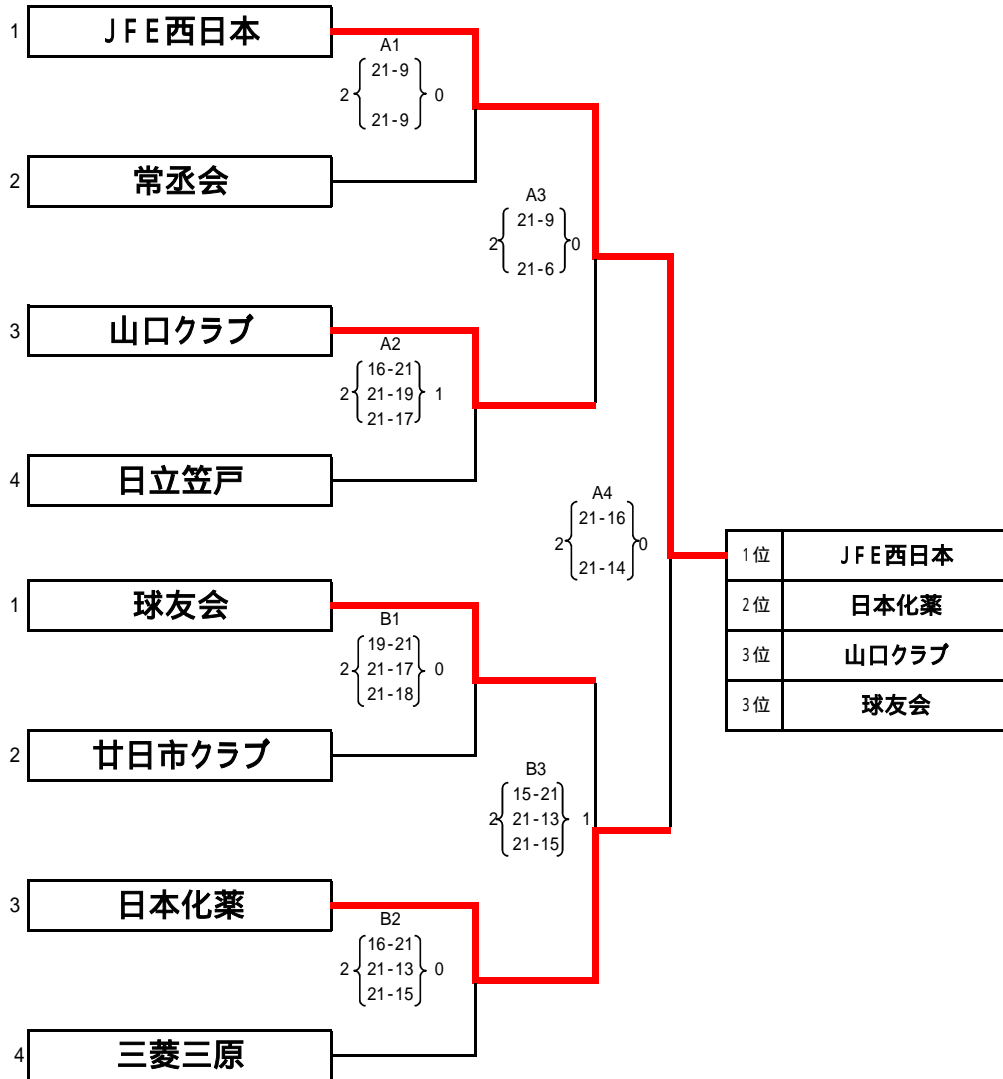 1 JFE西日本
A1
21-9
2 0
21-9
2 常丞会
A3
21-9
2 0
21-6
3 山口クラブ
A2
16-21
2 21-19 1
21-17
4 日立笠戸
A4
21-16
2 0
21-14
1位 JFE西日本
2位 日本化薬
3位 山口クラブ
3位 球友会
1 球友会
B1
19-21
2 21-17 0
21-18
2 廿日市クラブ
B3
15-21
2 21-13 1
21-15
3 日本化薬
B2
16-21
2 21-13 0
21-15
4 三菱三原